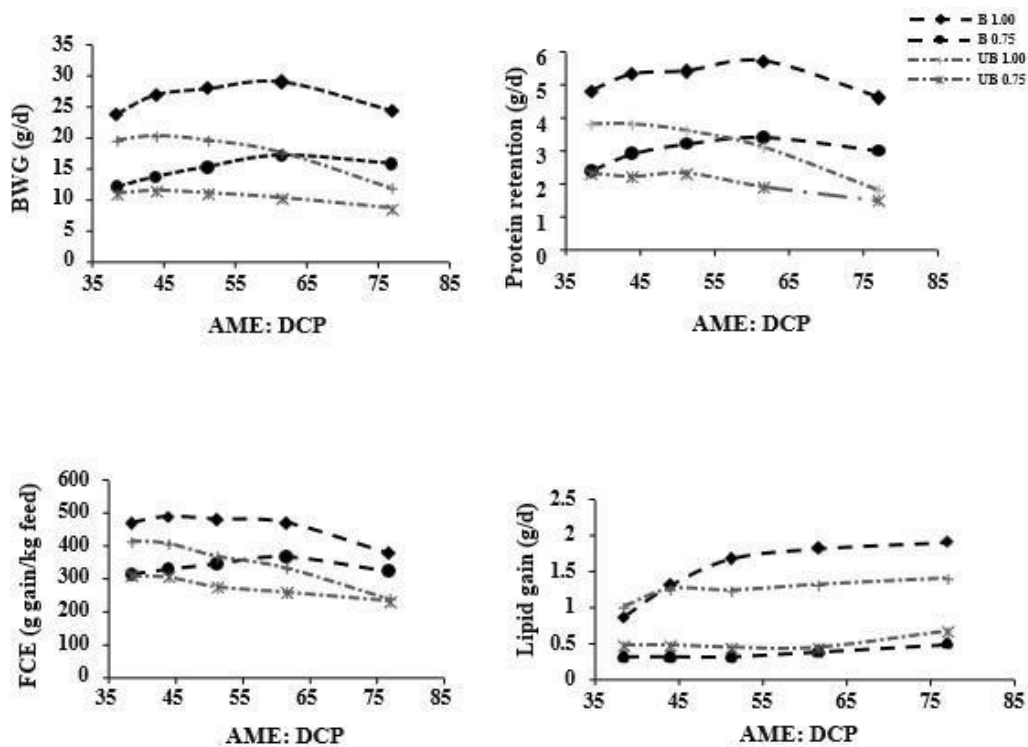 B 1.00
B 0.75
UB 1.00
UB 0.75
35
30
25
20
15
10
5
0
BWG (g/d)
35 45 55 65 75 85
AME: DCP
6
5
4
3
2
1
0
Protein retention (g/d)
35 45 55 65 75 85
AME: DCP
600
500
400
300
200
100
0
FCE (g gain/kg feed)
35 45 55 65 75 85
AME: DCP
2.5
2
1.5
1
0.5
0
Lipid gain (g/d)
35 45 55 65 75 85
AME: DCP